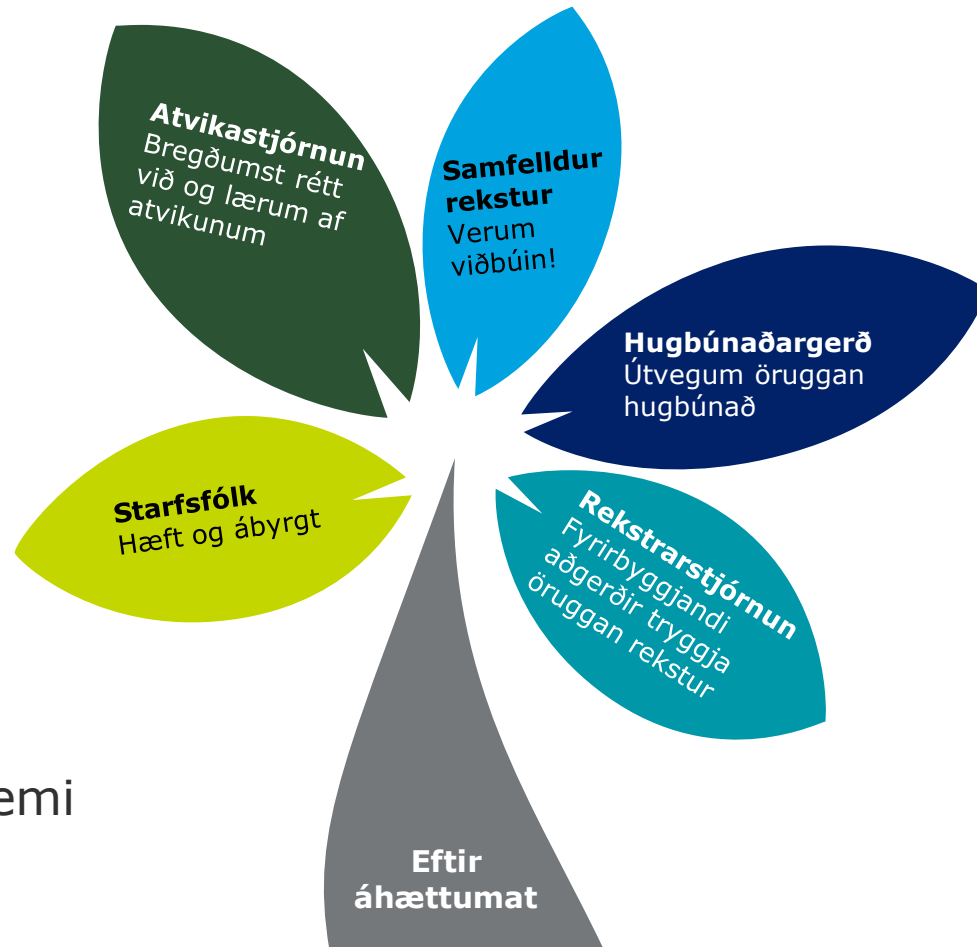 Atvikastjórnun
Bregðumst rétt
við og lærum af
atvikunum
Samfelldur
rekstur
Verum
viðbúin!
Hugbúnaðargerð
Útvegum öruggan
hugbúnað
Starfsfólk
Hæft og ábyrgt
Rekstrarstjórnun
Fyrirbyggjandi
aðgerðir tryggja
öruggan rekstur
emi
Eftir
áhættumat